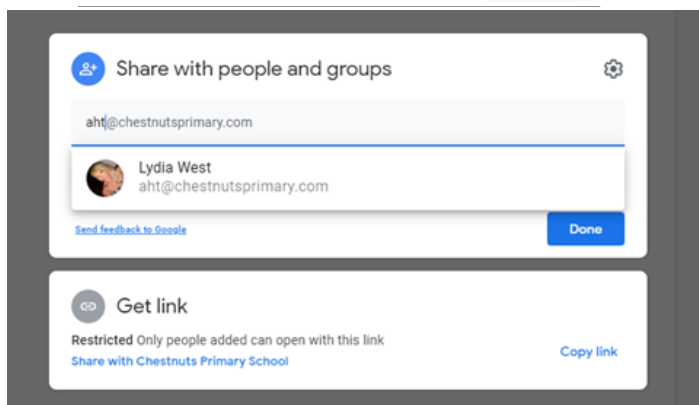 Share with people and groups
aht@chestnutsprimary.com
Lydia West
aht@chestnutsprimary.com
Send feedback to Google
Done
Get link
Restricted Only people added can open with this link
Share with Chestnuts Primary School
Copy link